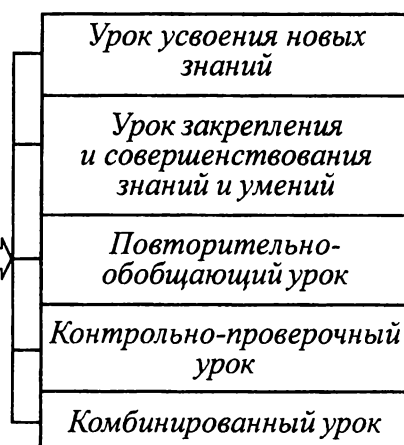 Урок усвоения новых
знаний
Урок закрепления
и совершенствования
знаний и умений
Повторительно-
обобщающий урок
Контрольно-проверочный
урок
Комбинированный урок